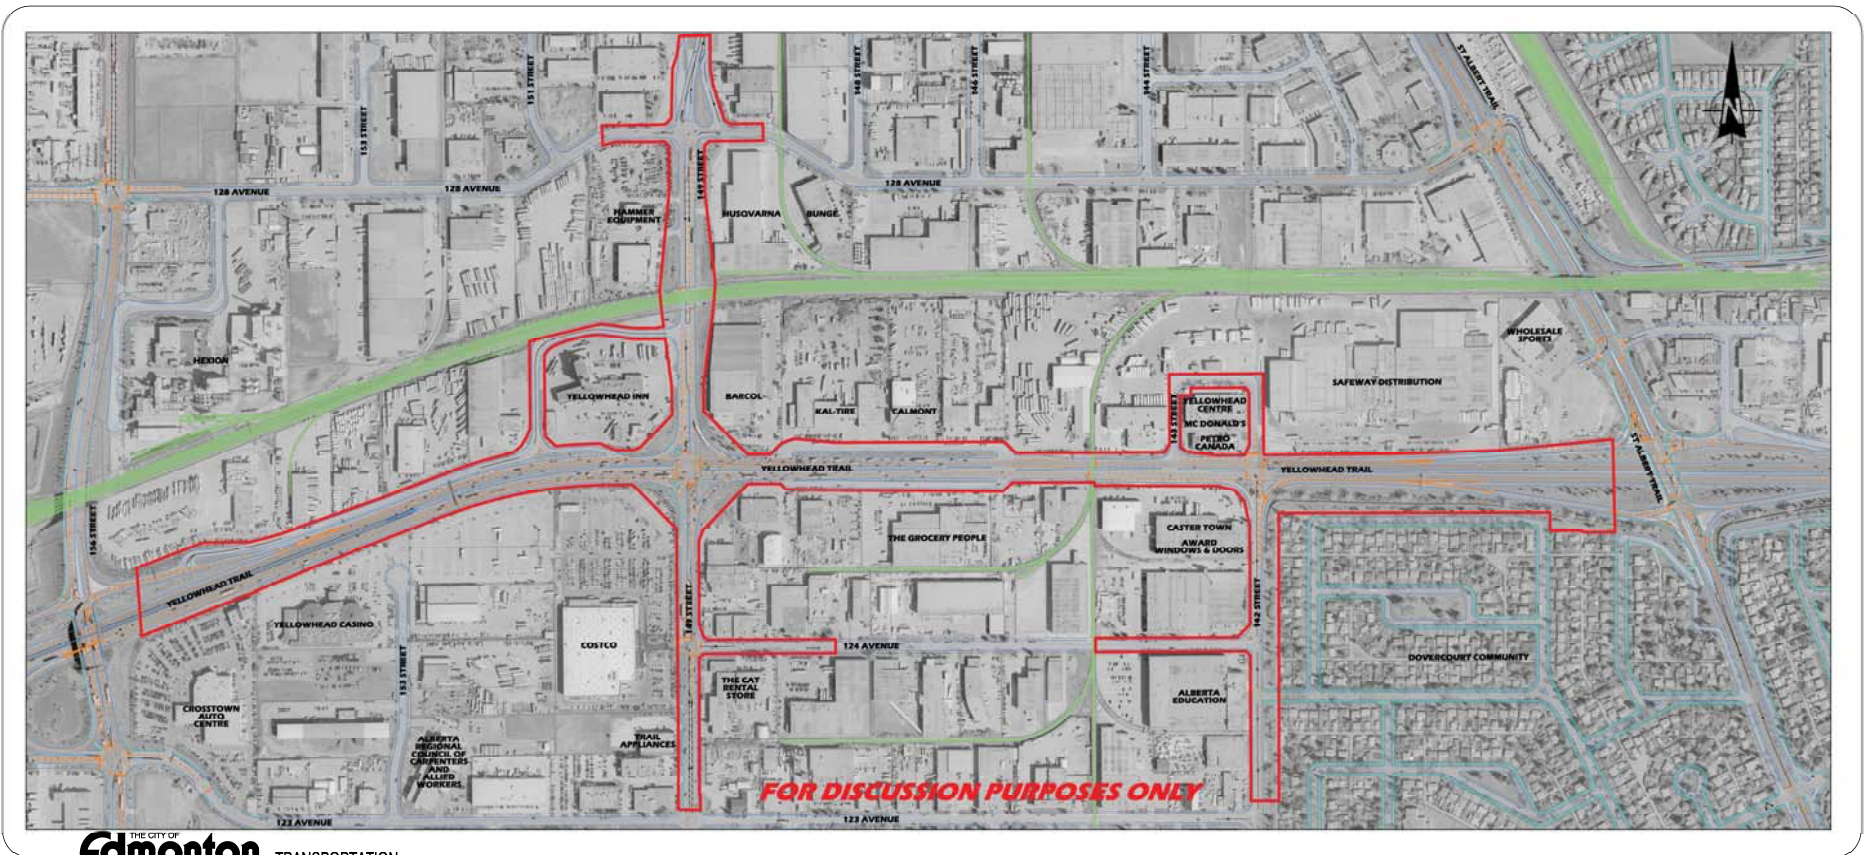 ST ALBERT TRAIL
151 STREET
148 STREET
146 STREET
144 STREET
N
153 STREET
149 STREET
128 AVENUE
128 AVENUE
128 AVENUE
HAMMER
EQUIPMENT
HUSQVARNA
BUNGE
HEXION
WHOLESALE
SPORTS
SAFEWAY DISTRIBUTION
YELLOWHEAD INN
BARCOL
KAL-TIRE
CALMONT
143 STREET
YELLOWHEAD
CENTRE
MC DONALD'S
PETRO
CANADA
YELLOWHEAD TRAIL
YELLOWHEAD TRAIL
ST ALBERT TRAIL
156 STREET
THE GROCERY PEOPLE
CASTER TOWN
AWARD
WINDOWS & DOORS
YELLOWHEAD TRAIL
149 STREET
142 STREET
YELLOWHEAD CASINO
COSTCO
124 AVENUE
DOVERCOURT COMMUNITY
153 STREET
THE CAT
RENTAL
STORE
ALBERTA
EDUCATION
CROSSTOWN
AUTO
CENTRE
ALBERTA
REGIONAL
COUNCIL OF
CARPENTERS
AND
ALLIED
WORKERS
TRAIL
APPLIANCES
FOR DISCUSSION PURPOSES ONLY
123 AVENUE
123 AVENUE
THE CITY OF
Edmonton
TRANSPORTATION